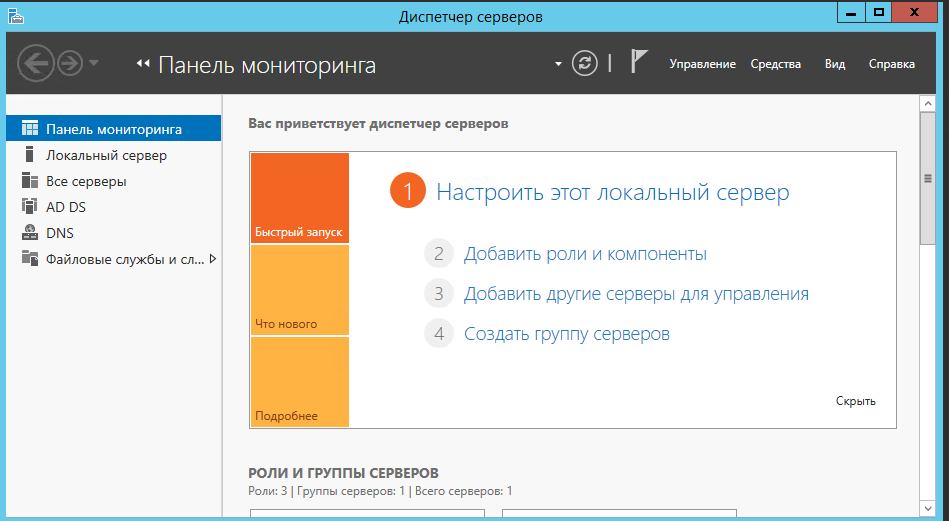 Диспетчер серверов
Панель мониторинга
Управление Средства Вид Справка
Панель мониторинга
Локальный сервер
Все серверы
AD DS
DNS
Файловые службы и сл...
Вас приветствует диспетчер серверов
Быстрый запуск
Что нового
Подробнее
1 Настроить этот локальный сервер
2 Добавить роли и компоненты
3 Добавить другие серверы для управления
4 Создать группу серверов
Скрыть
РОЛИ И ГРУППЫ СЕРВЕРОВ
Роли: 3 | Группы серверов: 1 | Всего серверов: 1